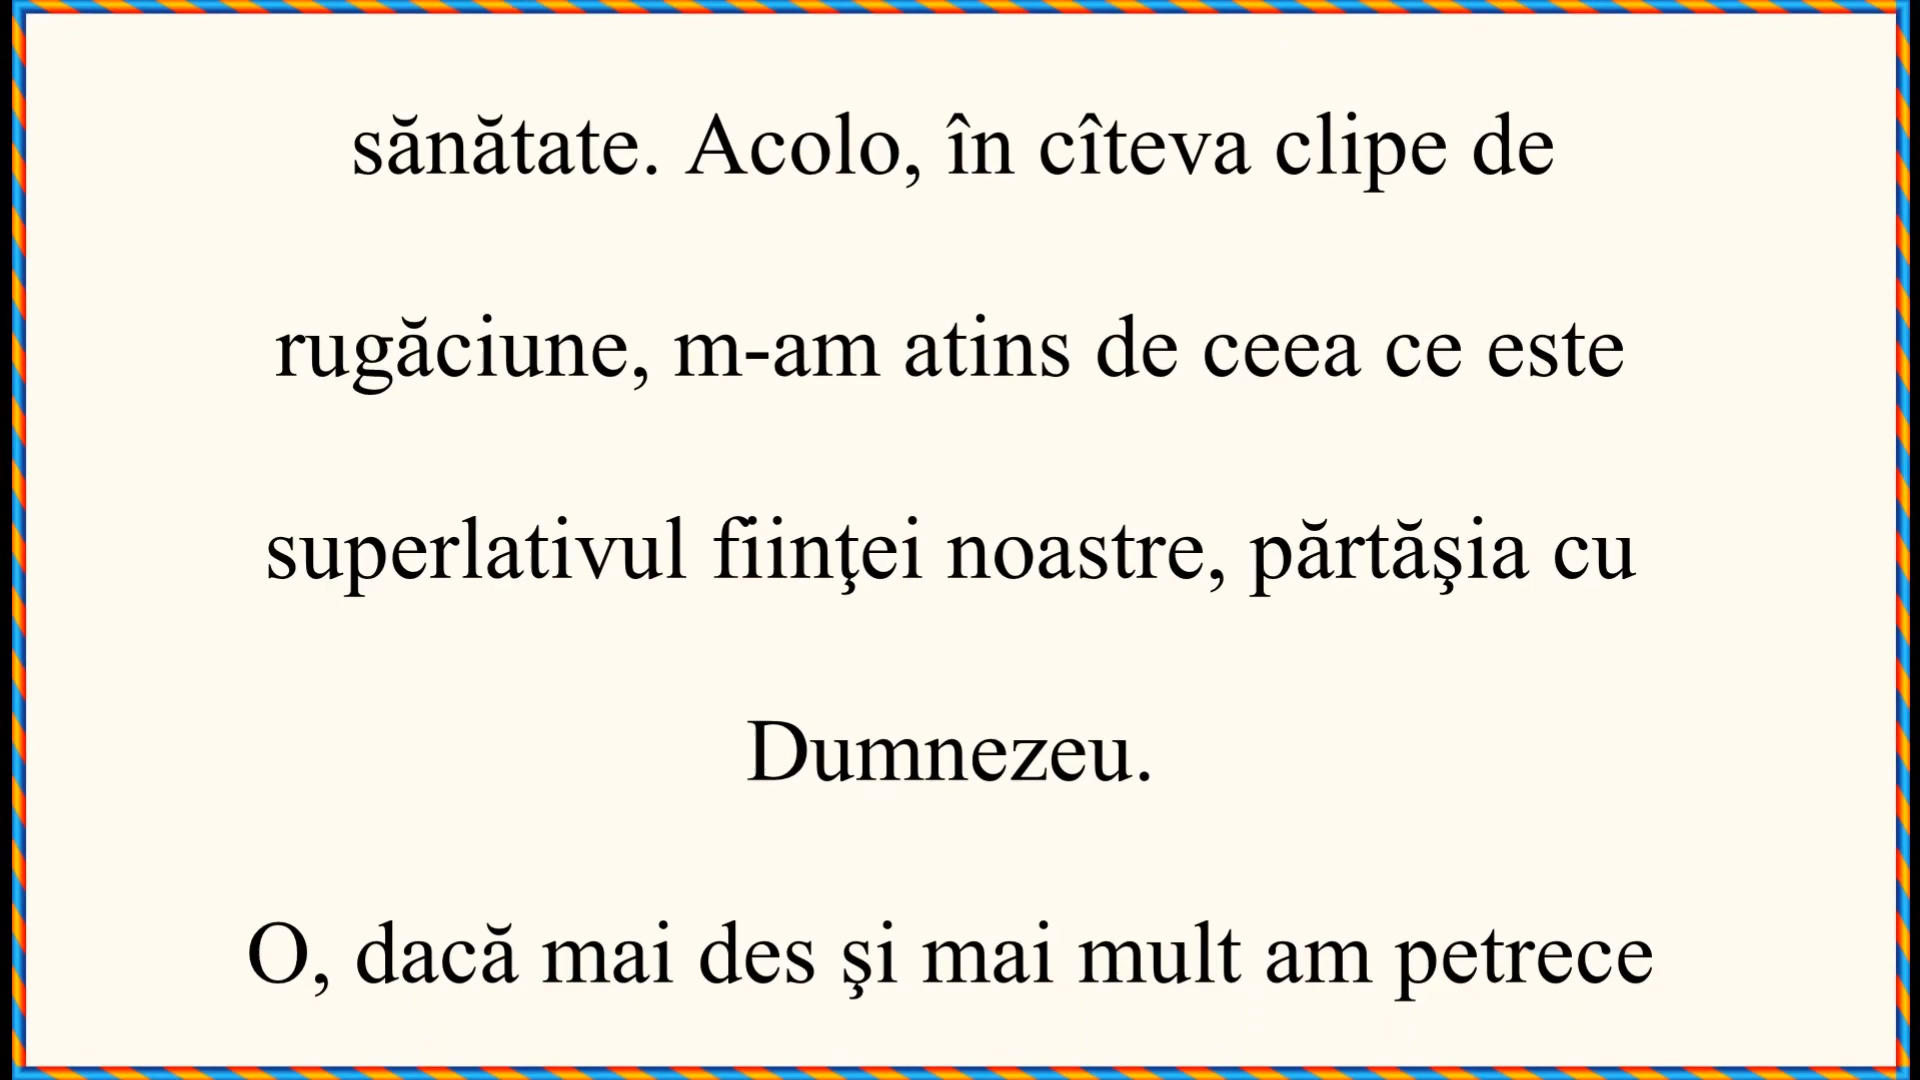 sănătate. Acolo, în cîteva clipe de
rugăciune, m-am atins de ceea ce este
superlativul fiinţei noastre, părtăşia cu
Dumnezeu.
O, dacă mai des şi mai mult am petrece